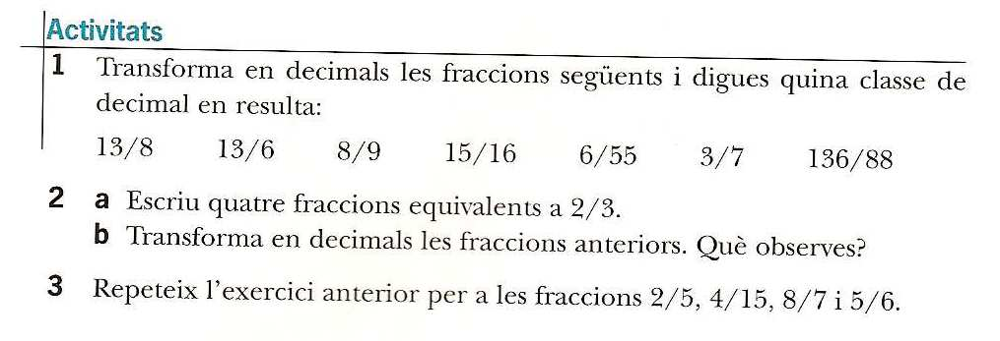 Activitats
1 Transforma en decimals les fraccions següents i digues quina classe de
decimal en resulta:
13/8 13/6 8/9 15/16 6/55 3/7 136/88
2 a Escriu quatre fraccions equivalents a 2/3.
b Transforma en decimals les fraccions anteriors. Què observes?
3 Repeteix l'exercici anterior per a les fraccions 2/5, 4/15, 8/7 i 5/6.